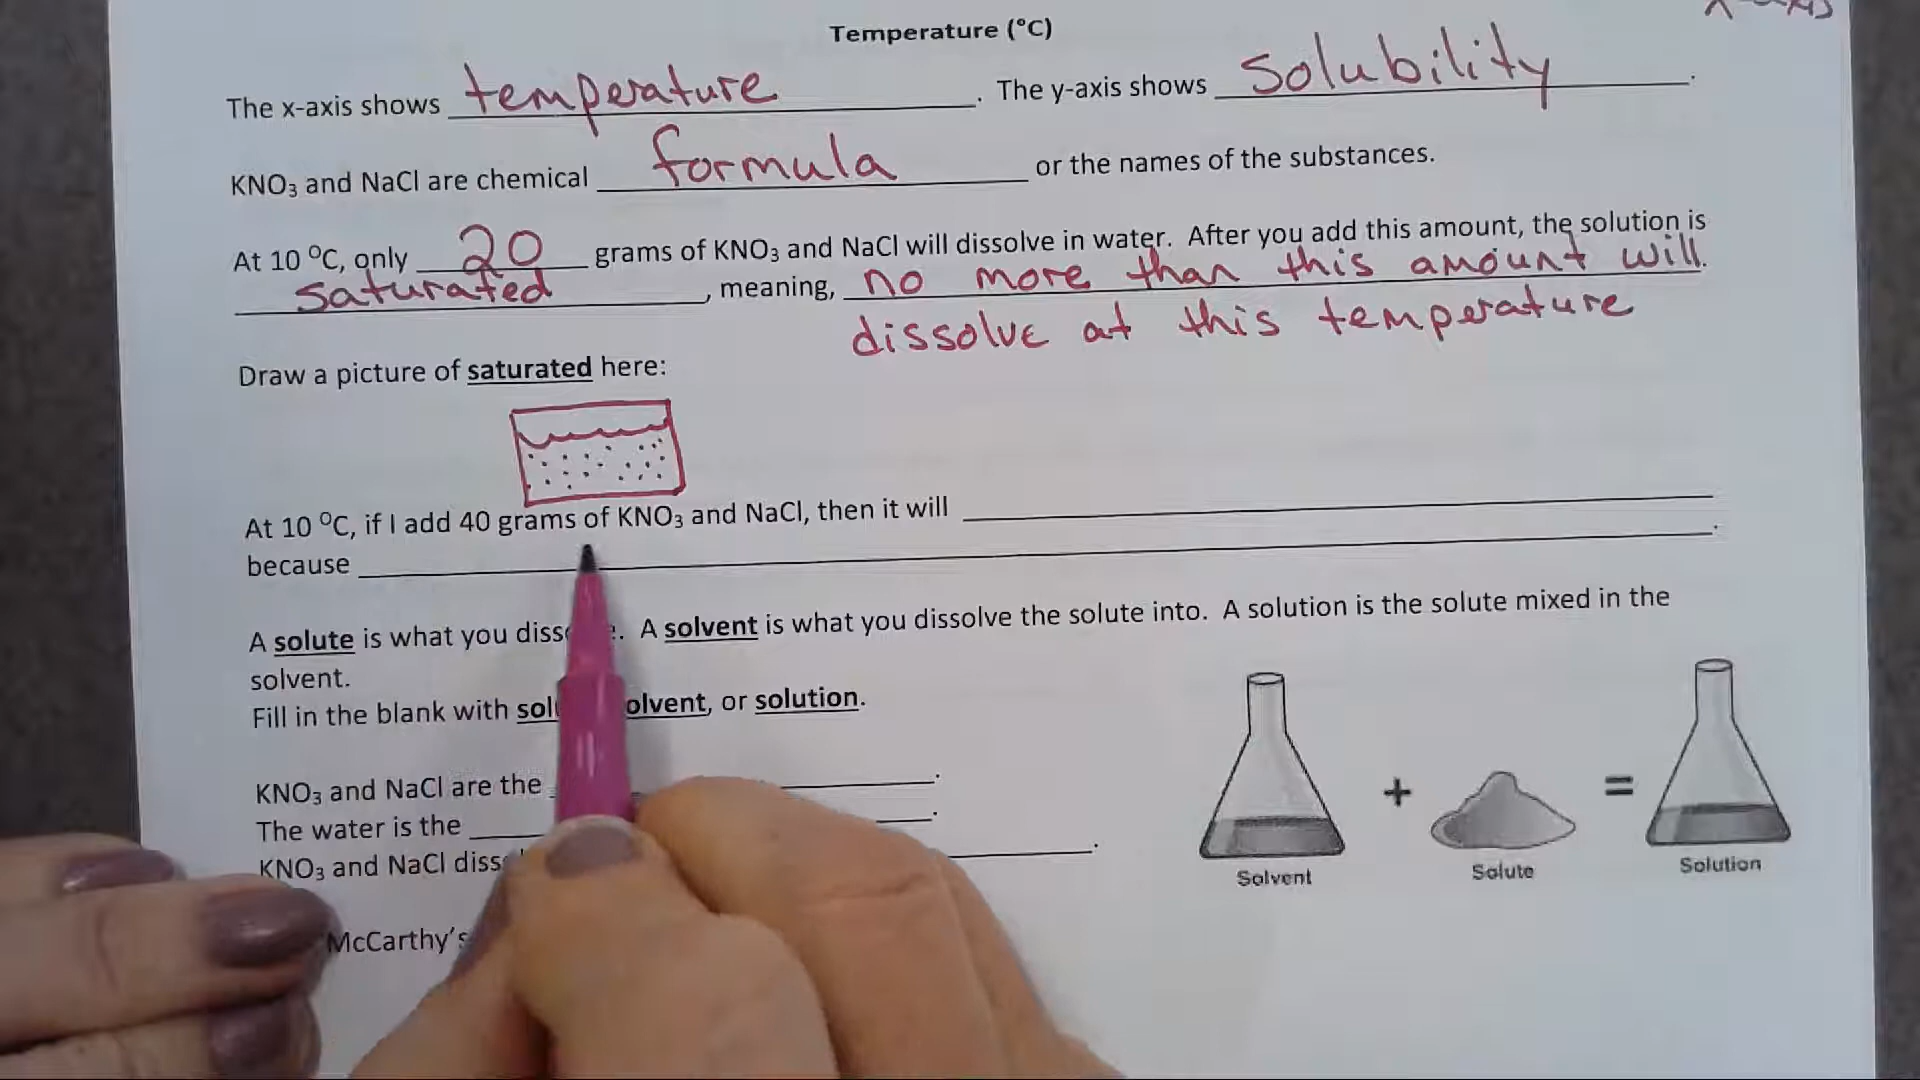 Temperature (°C)
The x-axis shows temperature. The y-axis shows solubility.
KNO₃ and NaCl are chemical formula or the names of the substances.
At 10 °C, only 20 grams of KNO₃ and NaCl will dissolve in water. After you add this amount, the solution is
saturated, meaning, no more than this amount will.
dissolve at this temperature
Draw a picture of saturated here:
At 10 °C, if I add 40 grams of KNO₃ and NaCl, then it will
because .
A solute is what you . A solvent is what you dissolve the solute into. A solution is the solute mixed in the
solvent.
Fill in the blank with or solution.
KNO₃ and NaCl are the .
The water is the .
KNO₃ and NaCl .
McCarthy's
+ =
Solvent Solute Solution